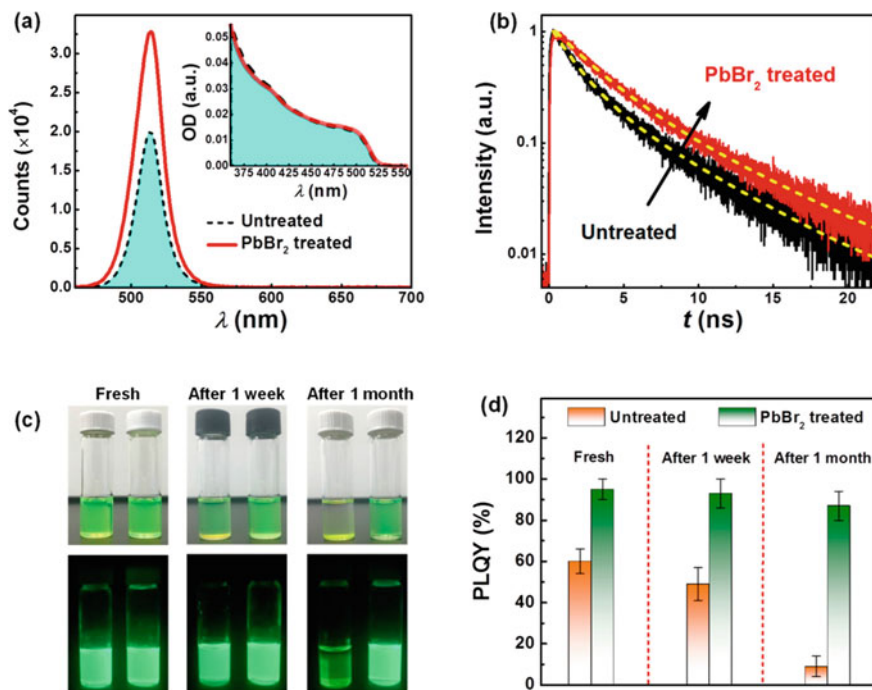 (a)
3.0
2.5
2.0
1.5
1.0
0.5
0.0
Counts (×10⁴)
500 550 600 650 700
λ (nm)
0.05
0.04
0.03
0.02
0.01
0.00
OD (a.u.)
375 400 425 450 475 500 525 550
λ (nm)
Untreated
PbBr₂ treated
(b)
1
0.1
0.01
Intensity (a.u.)
PbBr₂ treated
Untreated
0 5 10 15 20
t (ns)
(c)
Fresh After 1 week After 1 month
(d)
Untreated PbBr₂ treated
Fresh After 1 week After 1 month
120
100
80
60
40
20
0
PLQY (%)